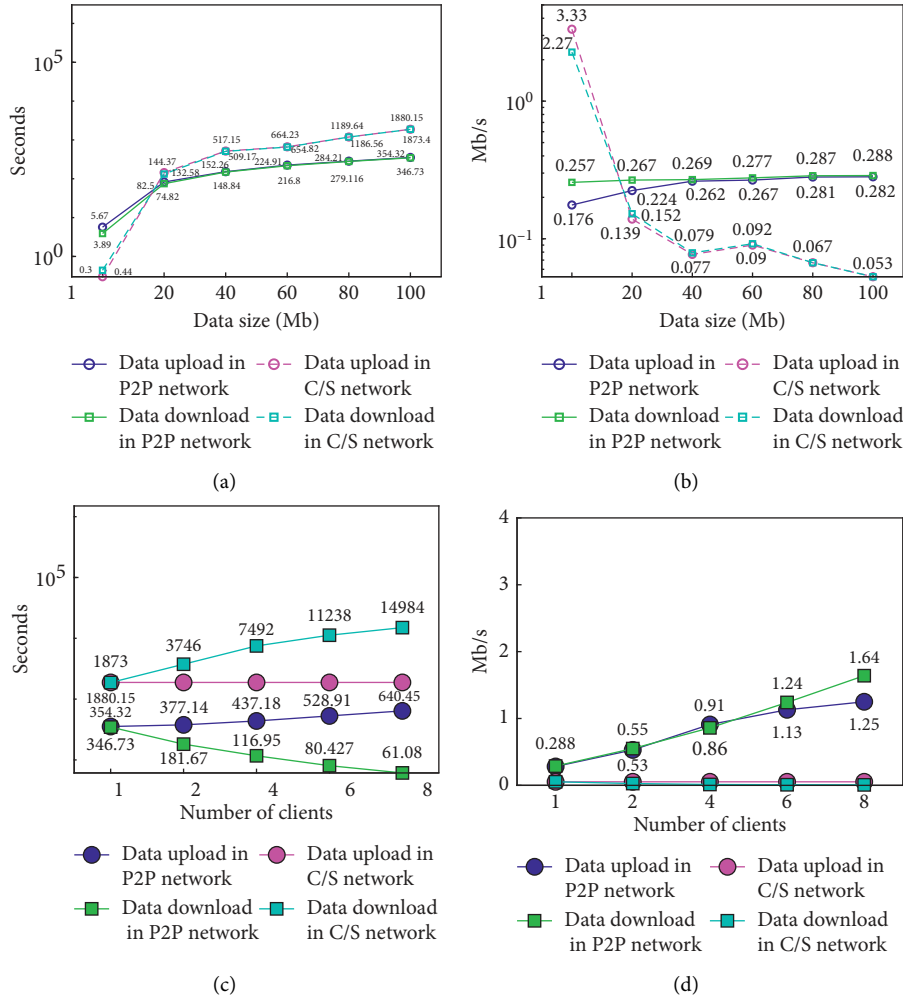 Seconds
10^5
10^0
5.67
3.89
0.3
0.44
144.37
132.58
82.5
74.82
517.15
509.17
152.26
148.84
664.23
654.82
224.91
216.8
1189.64
1186.56
284.21
279.116
1880.15
1873.4
354.32
346.73
1 20 40 60 80 100
Data size (Mb)
Data upload in
P2P network
Data upload in
C/S network
Data download
in P2P network
Data download
in C/S network
(a)
Mb/s
10^0
10^-1
3.33
2.27
0.257
0.176
0.267
0.224
0.152
0.139
0.269
0.262
0.079
0.077
0.277
0.267
0.092
0.09
0.287
0.281
0.067
0.288
0.282
0.053
1 20 40 60 80 100
Data size (Mb)
Data upload in
P2P network
Data upload in
C/S network
Data download
in P2P network
Data download
in C/S network
(b)
Seconds
10^5
1873
3746
7492
11238
14984
1880.15
354.32
377.14
437.18
528.91
640.45
346.73
181.67
116.95
80.427
61.08
1 2 4 6 8
Number of clients
Data upload in
P2P network
Data upload in
C/S network
Data download
in P2P network
Data download
in C/S network
(c)
Mb/s
4
3
2
1
0
0.288
0.55
0.53
0.91
0.86
1.24
1.13
1.64
1.25
1 2 4 6 8
Number of clients
Data upload in
P2P network
Data upload in
C/S network
Data download
in P2P network
Data download
in C/S network
(d)